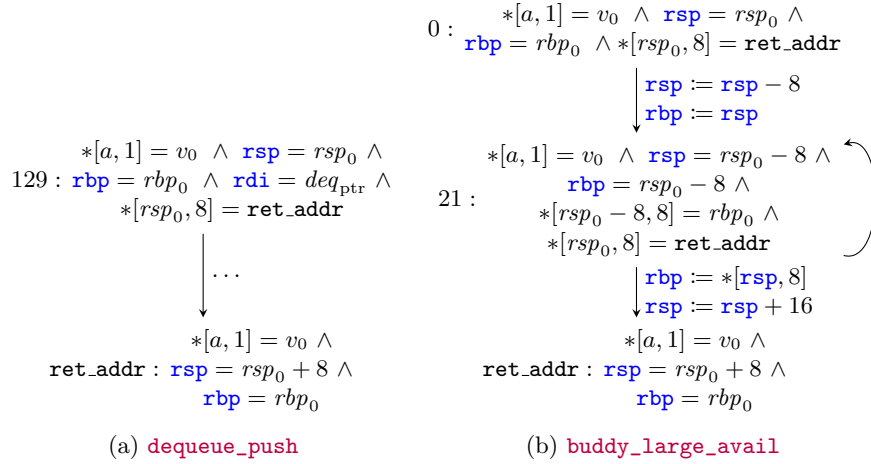 129 :
∗[a, 1] = v₀ ∧ rsp = rsp₀ ∧
rbp = rbp₀ ∧ rdi = deq_ptr ∧
∗[rsp₀, 8] = ret_addr
. . .
∗[a, 1] = v₀ ∧
ret_addr : rsp = rsp₀ + 8 ∧
rbp = rbp₀
(a) dequeue_push
0 :
∗[a, 1] = v₀ ∧ rsp = rsp₀ ∧
rbp = rbp₀ ∧ ∗[rsp₀, 8] = ret_addr
rsp := rsp − 8
rbp := rsp
21 :
∗[a, 1] = v₀ ∧ rsp = rsp₀ − 8 ∧
rbp = rsp₀ − 8 ∧
∗[rsp₀ − 8, 8] = rbp₀ ∧
∗[rsp₀, 8] = ret_addr
rbp := ∗[rsp, 8]
rsp := rsp + 16
∗[a, 1] = v₀ ∧
ret_addr : rsp = rsp₀ + 8 ∧
rbp = rbp₀
(b) buddy_large_avail